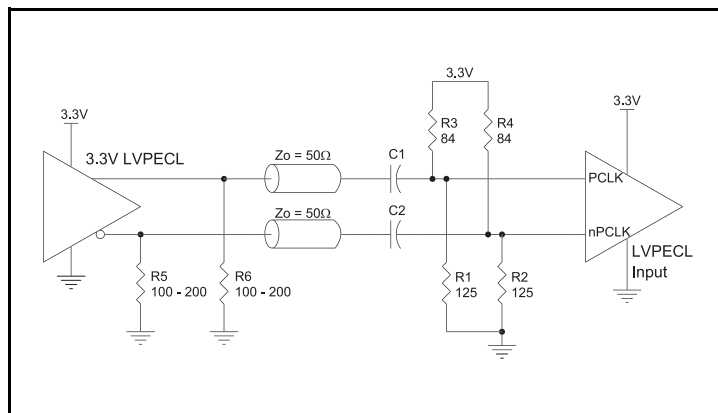 3.3V
3.3V
3.3V
R3
84
R4
84
3.3V LVPECL
Zo = 50Ω
C1
PCLK
Zo = 50Ω
C2
nPCLK
LVPECL
Input
R5
100 - 200
R6
100 - 200
R1
125
R2
125